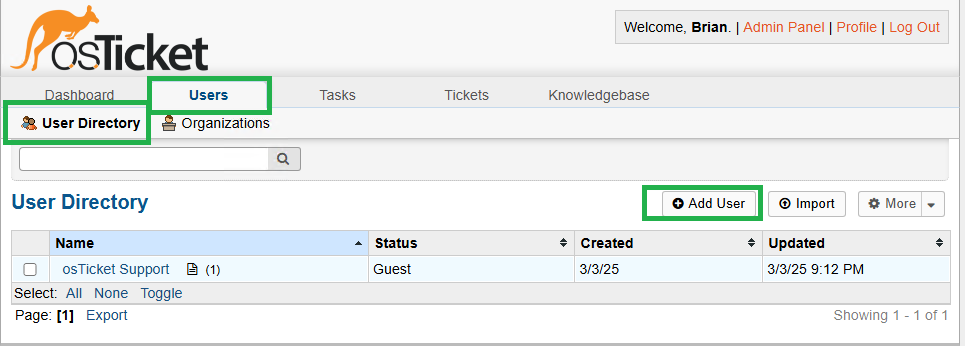 osTicket
Welcome, Brian. | Admin Panel | Profile | Log Out
Dashboard Users Tasks Tickets Knowledgebase
User Directory Organizations
User Directory Add User Import More
Name Status Created Updated
osTicket Support (1) Guest 3/3/25 3/3/25 9:12 PM
Select: All None Toggle
Page: [1] Export Showing 1 - 1 of 1